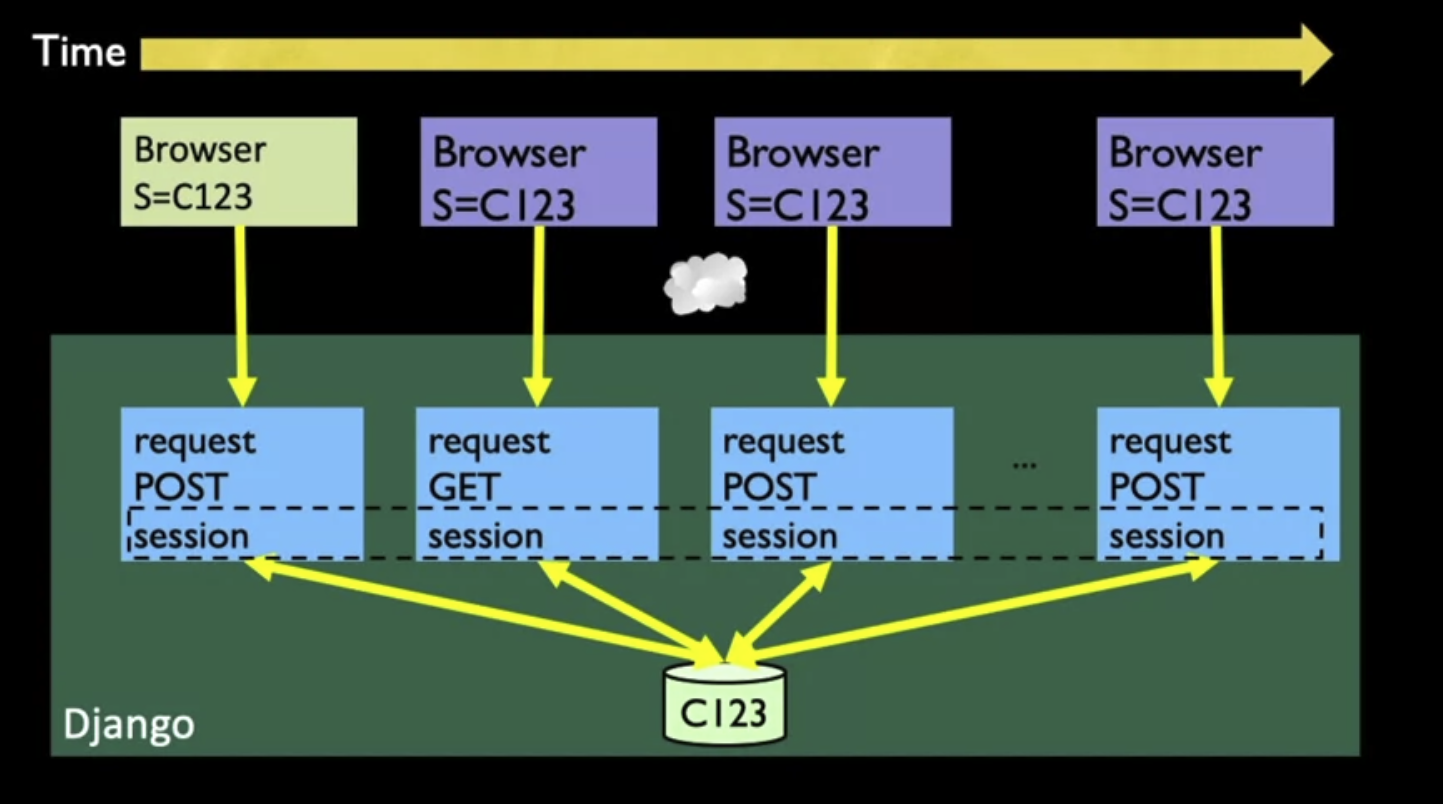 Time
Browser
S=C123
Browser
S=C123
Browser
S=C123
Browser
S=C123
request
POST
session
request
GET
session
request
POST
session
...
request
POST
session
C123
Django